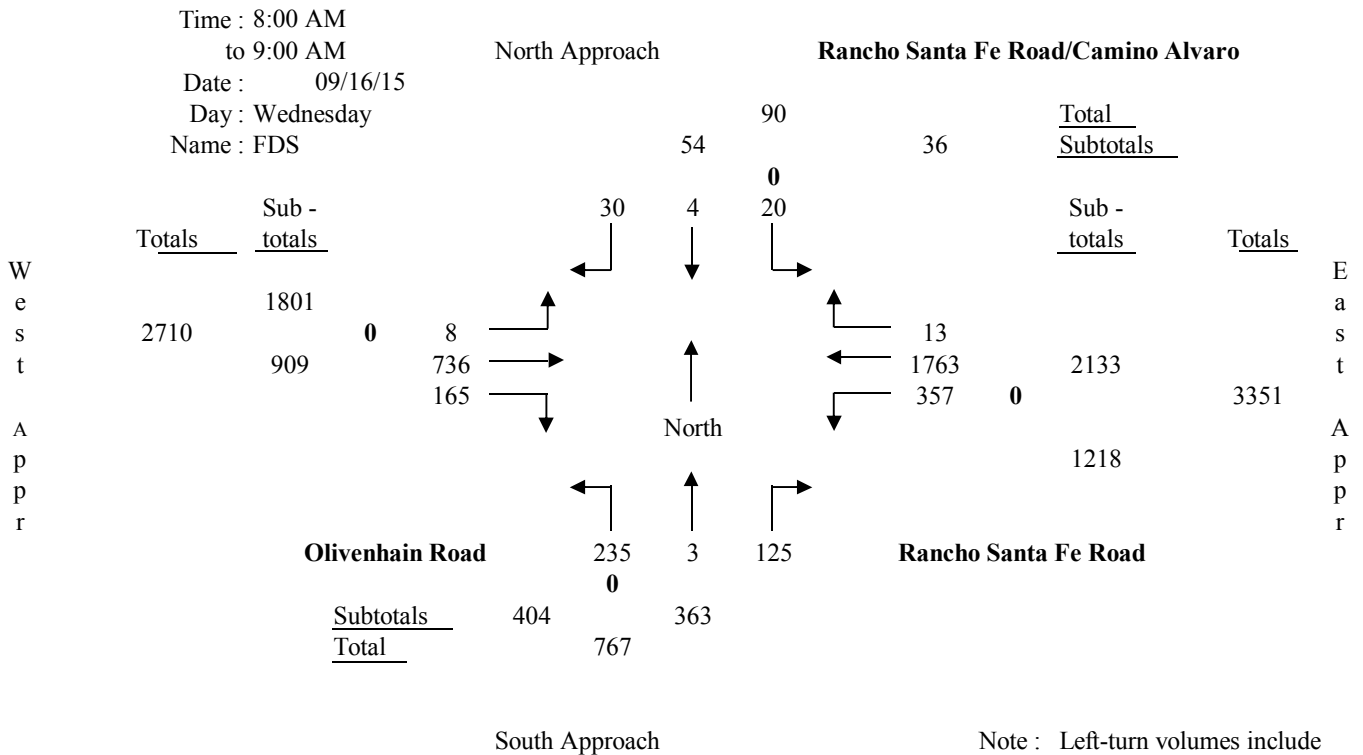 Time : 8:00 AM
to 9:00 AM North Approach Rancho Santa Fe Road/Camino Alvaro
Date : 09/16/15
Day : Wednesday 90 Total
Name : FDS 54 36 Subtotals
0
Sub - 30 4 20 Sub -
Totals totals totals Totals
W E
e 1801 a
s 2710 0 8 13 s
t 909 736 1763 2133 t
165 357 0 3351
A North A
p 1218 p
p p
r r
Olivenhain Road 235 3 125 Rancho Santa Fe Road
0
Subtotals 404 363
Total 767
South Approach Note : Left-turn volumes include